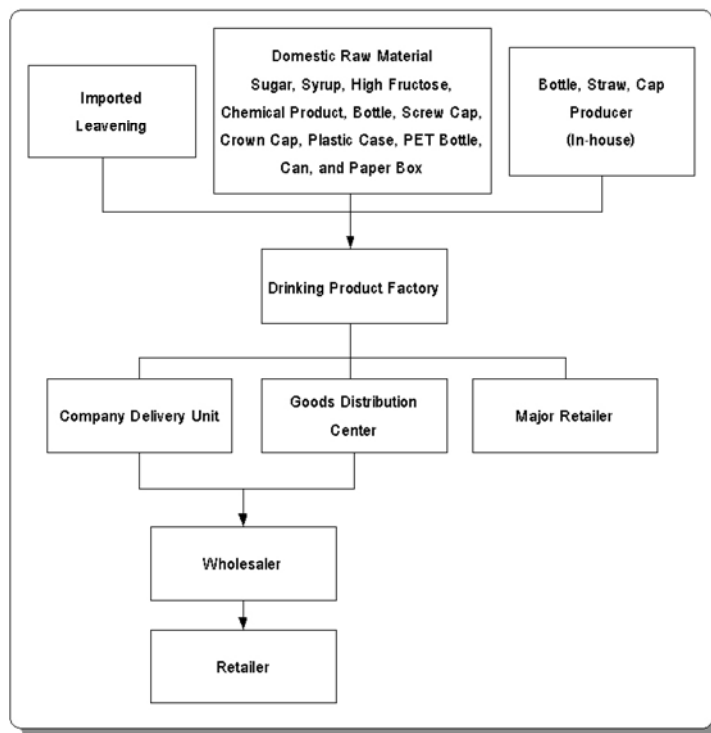 Imported
Leavening
Domestic Raw Material
Sugar, Syrup, High Fructose,
Chemical Product, Bottle, Screw Cap,
Crown Cap, Plastic Case, PET Bottle,
Can, and Paper Box
Bottle, Straw, Cap
Producer
(In-house)
Drinking Product Factory
Company Delivery Unit
Goods Distribution
Center
Major Retailer
Wholesaler
Retailer